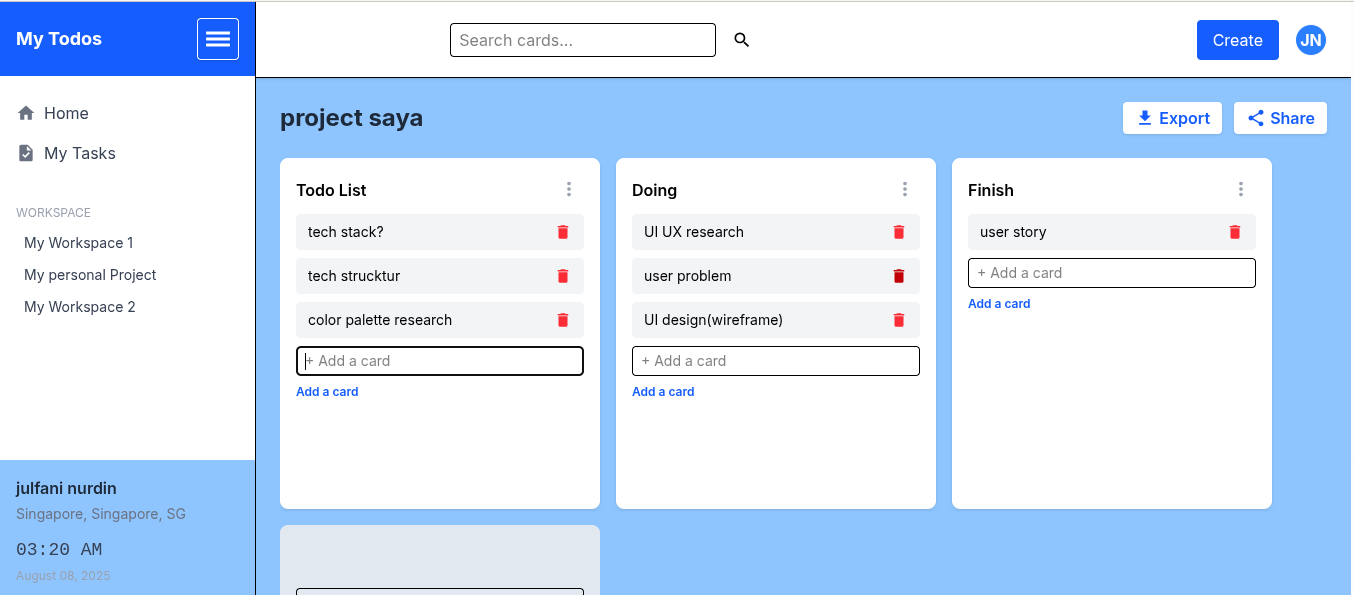 My Todos
Search cards...
Create
JN
Home
My Tasks
WORKSPACE
My Workspace 1
My personal Project
My Workspace 2
julfani nurdin
Singapore, Singapore, SG
03:20 AM
August 08, 2025
project saya
Export
Share
Todo List
tech stack?
tech strucktur
color palette research
+ Add a card
Add a card
Doing
UI UX research
user problem
UI design(wireframe)
+ Add a card
Add a card
Finish
user story
+ Add a card
Add a card